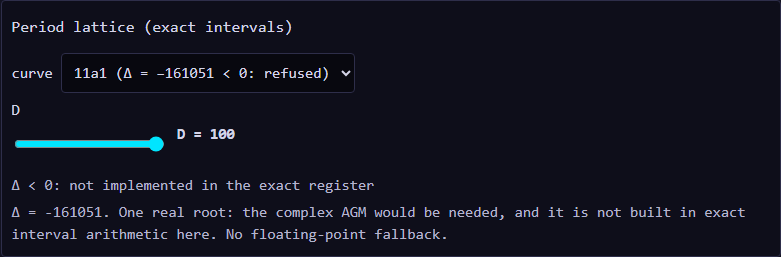 Period lattice (exact intervals)
curve 11a1 (Δ = −161051 < 0: refused)
D
D = 100
Δ < 0: not implemented in the exact register
Δ = -161051. One real root: the complex AGM would be needed, and it is not built in exact
interval arithmetic here. No floating-point fallback.